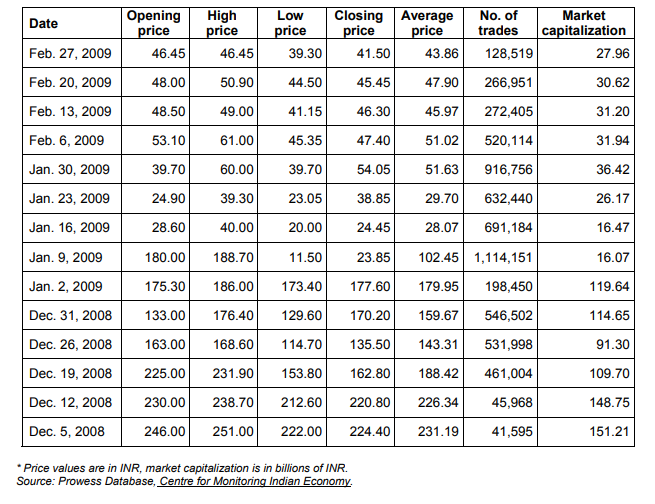 Date Opening price High price Low price Closing price Average price No. of trades Market capitalization
Feb. 27, 2009 46.45 46.45 39.30 41.50 43.86 128,519 27.96
Feb. 20, 2009 48.00 50.90 44.50 45.45 47.90 266,951 30.62
Feb. 13, 2009 48.50 49.00 41.15 46.30 45.97 272,405 31.20
Feb. 6, 2009 53.10 61.00 45.35 47.40 51.02 520,114 31.94
Jan. 30, 2009 39.70 60.00 39.70 54.05 51.63 916,756 36.42
Jan. 23, 2009 24.90 39.30 23.05 38.85 29.70 632,440 26.17
Jan. 16, 2009 28.60 40.00 20.00 24.45 28.07 691,184 16.47
Jan. 9, 2009 180.00 188.70 11.50 23.85 102.45 1,114,151 16.07
Jan. 2, 2009 175.30 186.00 173.40 177.60 179.95 198,450 119.64
Dec. 31, 2008 133.00 176.40 129.60 170.20 159.67 546,502 114.65
Dec. 26, 2008 163.00 168.60 114.70 135.50 143.31 531,998 91.30
Dec. 19, 2008 225.00 231.90 153.80 162.80 188.42 461,004 109.70
Dec. 12, 2008 230.00 238.70 212.60 220.80 226.34 45,968 148.75
Dec. 5, 2008 246.00 251.00 222.00 224.40 231.19 41,595 151.21
* Price values are in INR, market capitalization is in billions of INR.
Source: Prowess Database, Centre for Monitoring Indian Economy.